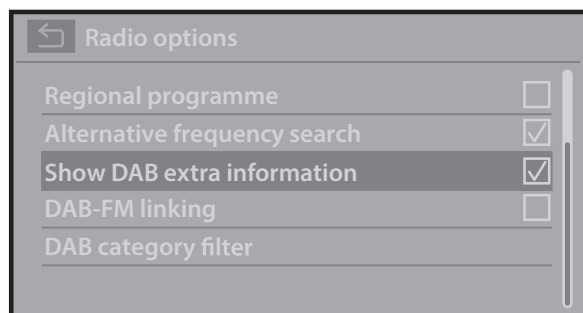 Radio options
Regional programme
Alternative frequency search
Show DAB extra information
DAB-FM linking
DAB category filter